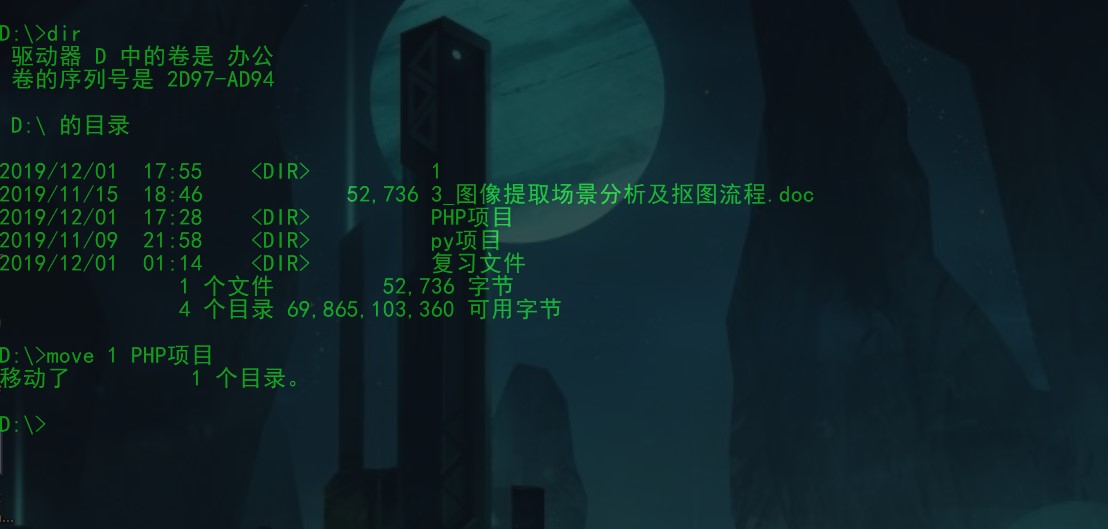 D:\>dir
驱动器 D 中的卷是 办公
卷的序列号是 2D97-AD94
D:\ 的目录
2019/12/01  17:55    <DIR>          1
2019/11/15  18:46            52,736 3_图像提取场景分析及抠图流程.doc
2019/12/01  17:28    <DIR>          PHP项目
2019/11/09  21:58    <DIR>          py项目
2019/12/01  01:14    <DIR>          复习文件
1 个文件         52,736 字节
4 个目录 69,865,103,360 可用字节
D:\>move 1 PHP项目
移动了          1 个目录。
D:\>